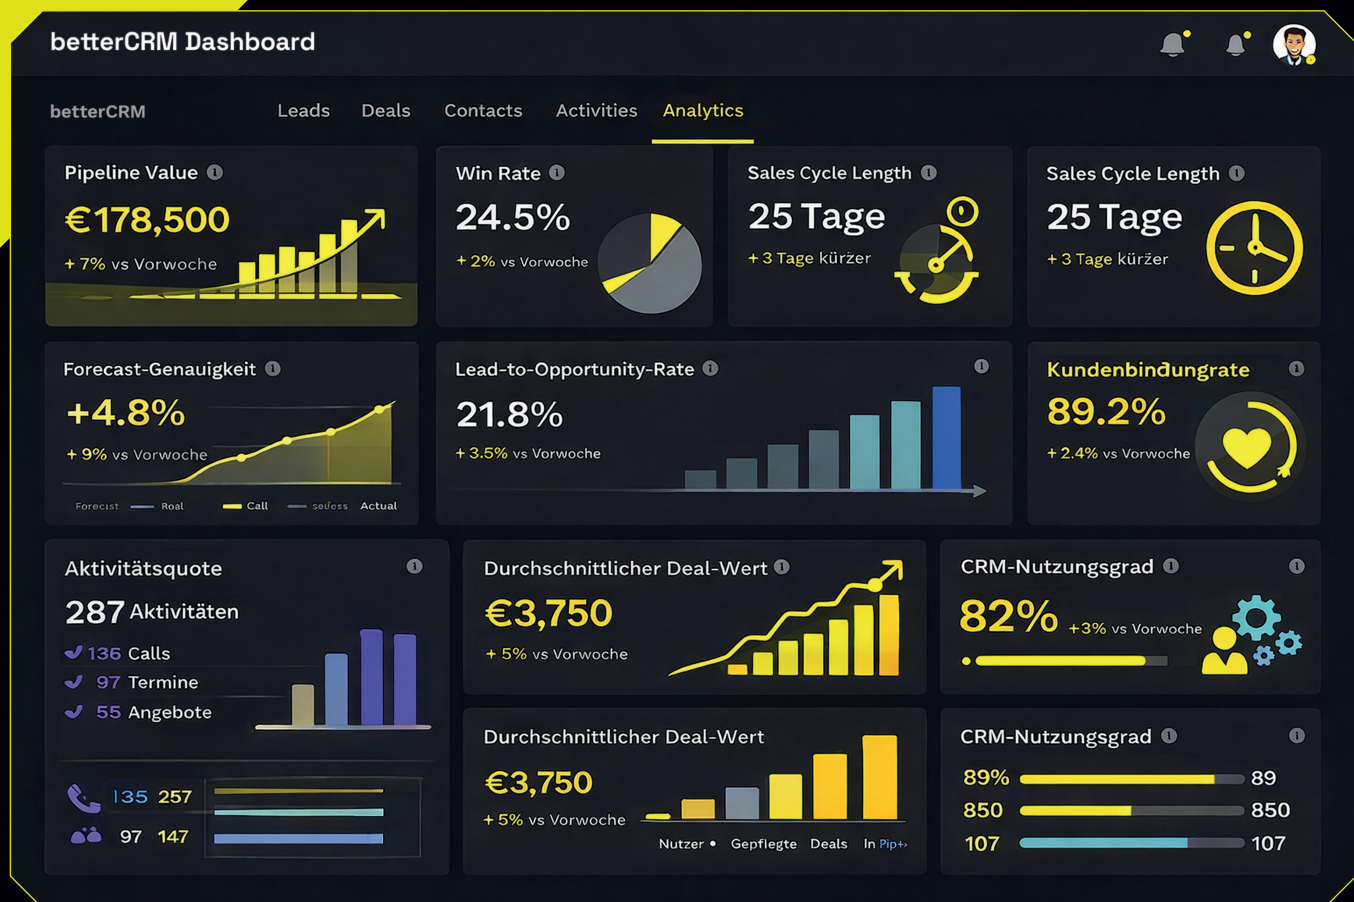 betterCRM Dashboard
betterCRM
Leads
Deals
Contacts
Activities
Analytics
Pipeline Value
€178,500
+ 7% vs Vorwoche
Win Rate
24.5%
+ 2% vs Vorwoche
Sales Cycle Length
25 Tage
+ 3 Tage kürzer
Sales Cycle Length
25 Tage
+ 3 Tage kürzer
Forecast-Genauigkeit
+4.8%
+ 9% vs Vorwoche
Call
Actual
Lead-to-Opportunity-Rate
21.8%
+ 3.5% vs Vorwoche
Kundenbindungrate
89.2%
+ 2.4% vs Vorwoche
Aktivitätsquote
287 Aktivitäten
136 Calls
97 Termine
55 Angebote
135 257
97 147
Durchschnittlicher Deal-Wert
€3,750
+ 5% vs Vorwoche
CRM-Nutzungsgrad
82% +3% vs Vorwoche
Durchschnittlicher Deal-Wert
€3,750
+ 5% vs Vorwoche
Nutzer • Gepflegte Deals In
CRM-Nutzungsgrad
89% 89
850 850
107 107